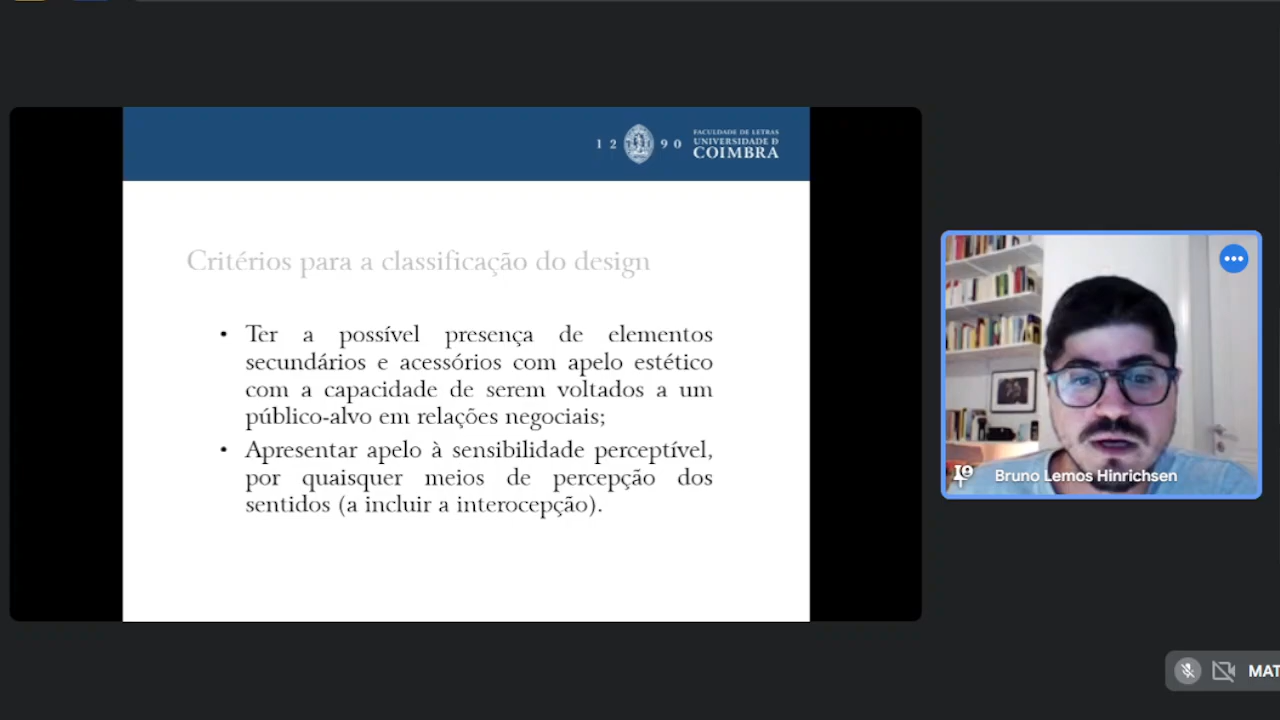 1 2 9 0
FACULDADE DE LETRAS
UNIVERSIDADE D
COIMBRA
Critérios para a classificação do design
• Ter a possível presença de elementos
secundários e acessórios com apelo estético
com a capacidade de serem voltados a um
público-alvo em relações negociais;
• Apresentar apelo à sensibilidade perceptível,
por quaisquer meios de percepção dos
sentidos (a incluir a interocepção).
Bruno Lemos Hinrichsen
MAT